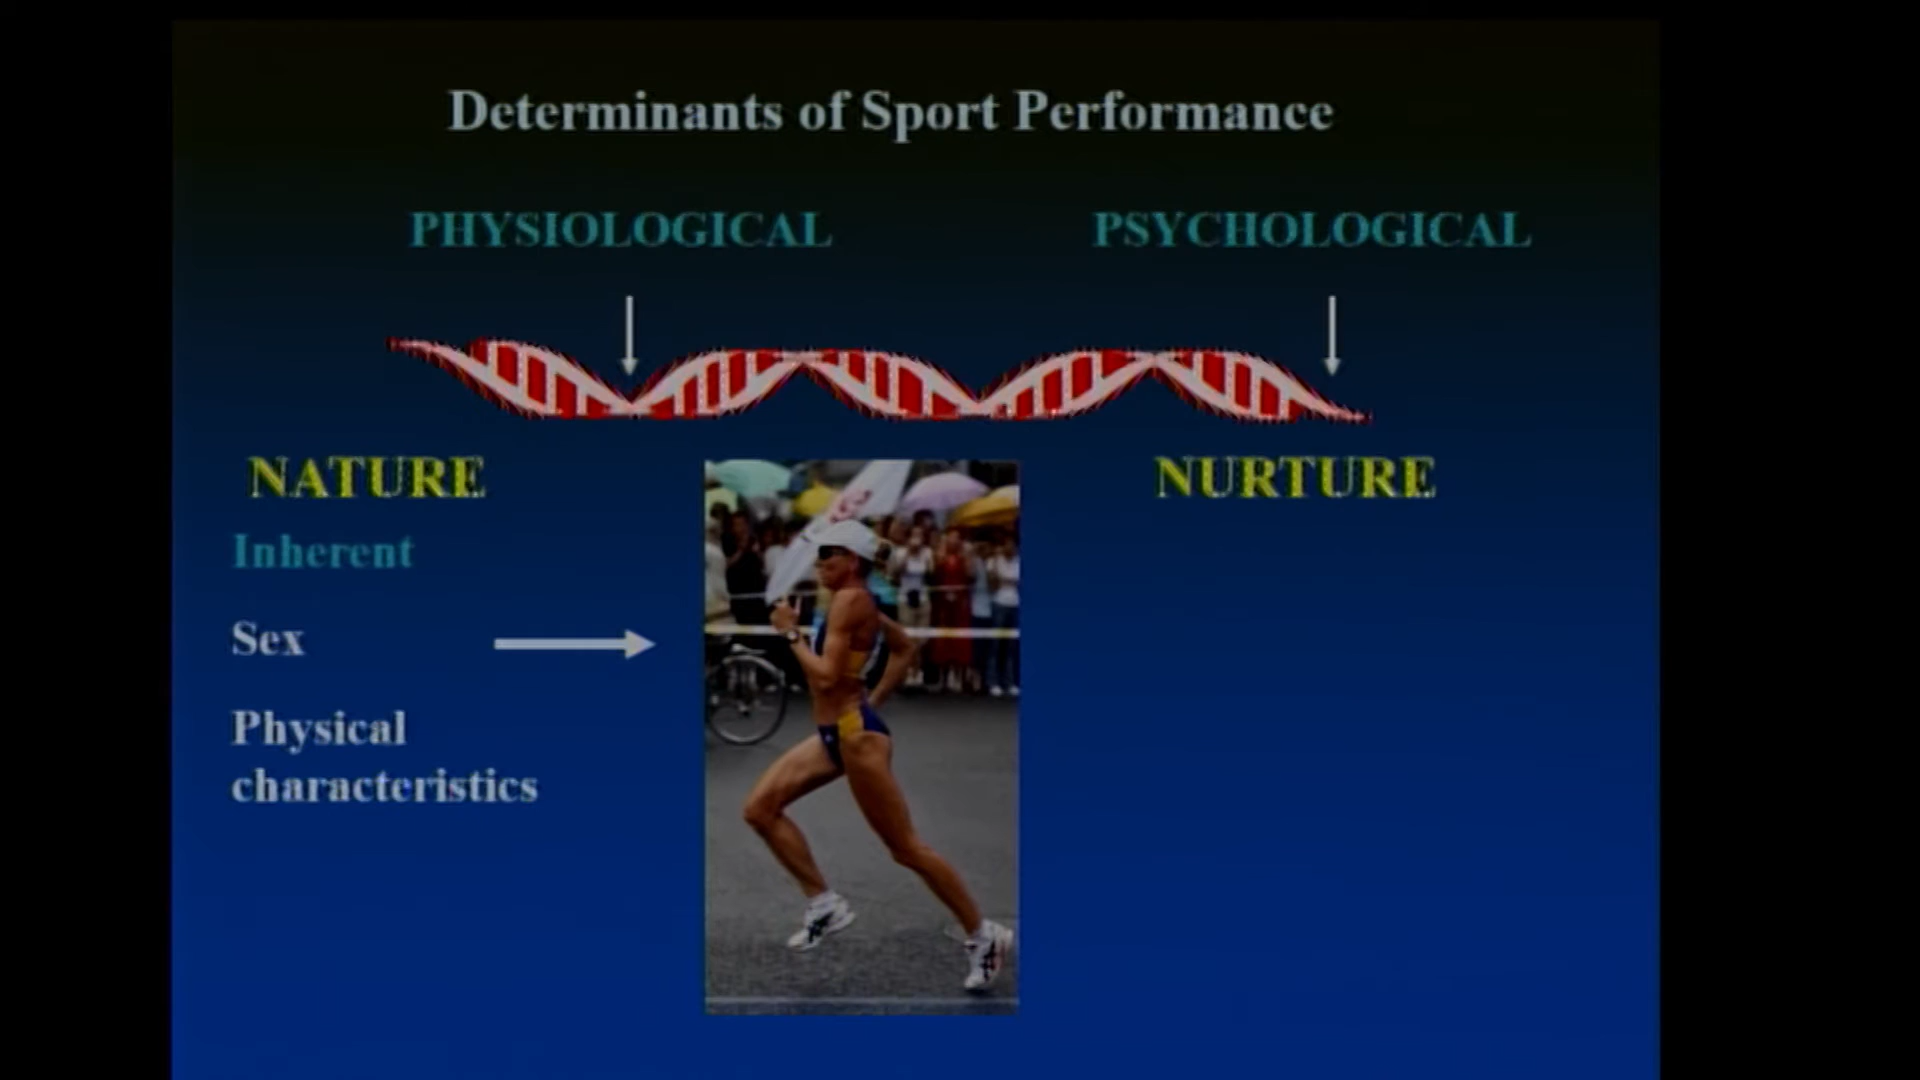 Determinants of Sport Performance
PHYSIOLOGICAL
PSYCHOLOGICAL
NATURE
NURTURE
Inherent
Sex
Physical
characteristics